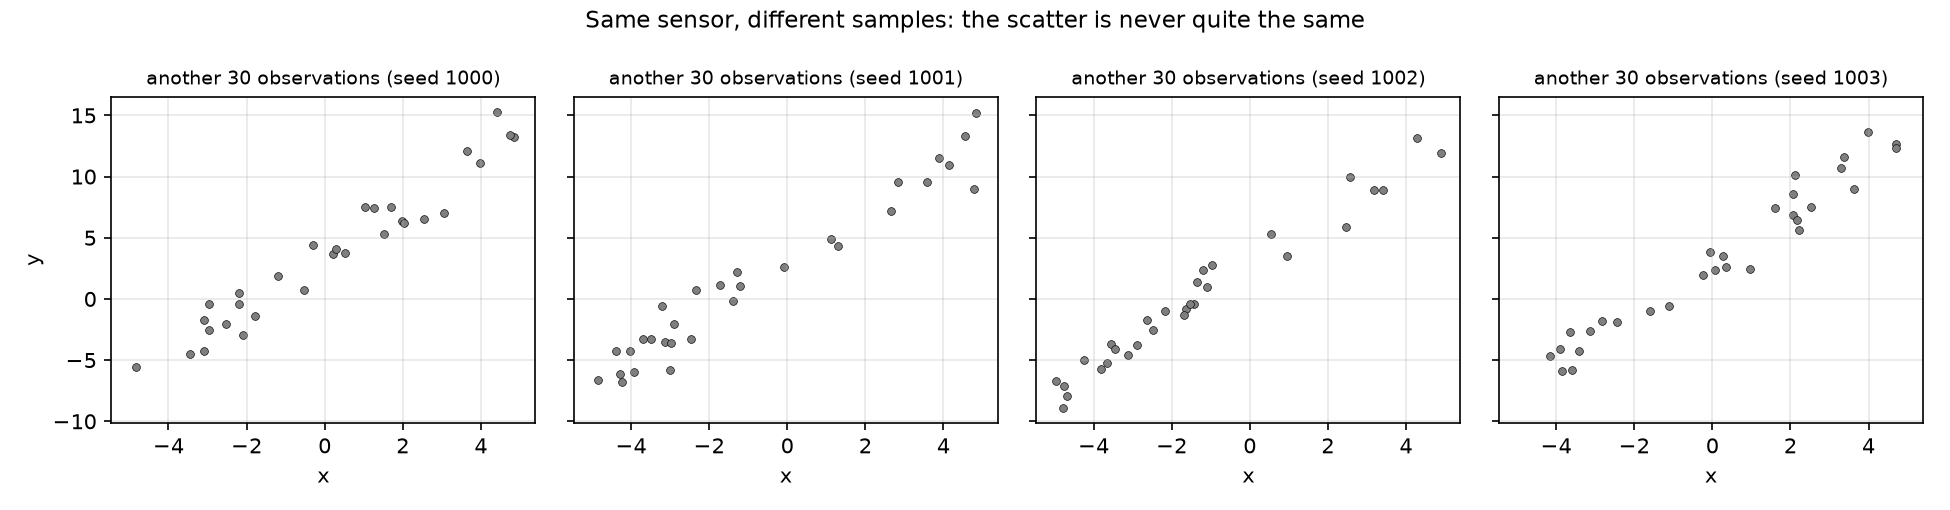 Same sensor, different samples: the scatter is never quite the same
another 30 observations (seed 1000)
another 30 observations (seed 1001)
another 30 observations (seed 1002)
another 30 observations (seed 1003)
y
15
10
5
0
−5
−10
−4 −2 0 2 4
−4 −2 0 2 4
−4 −2 0 2 4
−4 −2 0 2 4
x
x
x
x